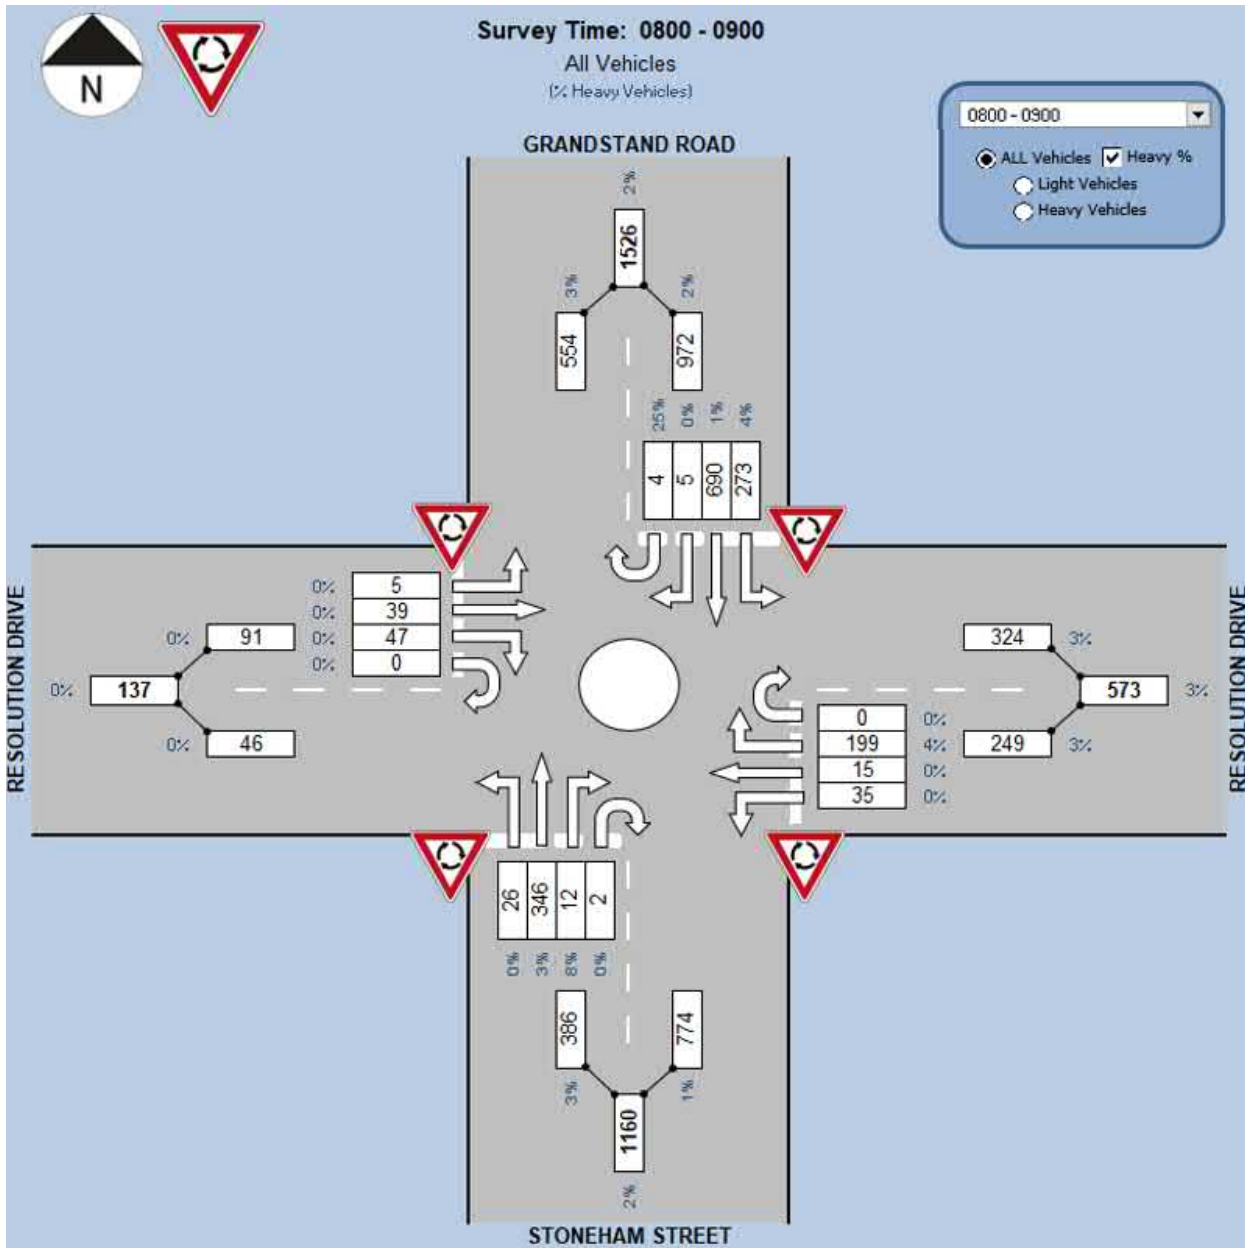 Survey Time: 0800 - 0900
All Vehicles
(% Heavy Vehicles)
N
0800 - 0900
ALL Vehicles Heavy %
Light Vehicles
Heavy Vehicles
GRANDSTAND ROAD
2%
1526
3% 2%
554 972
25% 0% 1% 4%
4 5 690 273
RESOLUTION DRIVE
0% 5
0% 39
0% 47
0% 0
0% 91
0% 137
0% 46
RESOLUTION DRIVE
324 3%
573 3%
249 3%
0 0%
199 4%
15 0%
35 0%
26 346 12 2
0% 3% 8% 0%
386 774
3% 1%
1160
2%
STONEHAM STREET